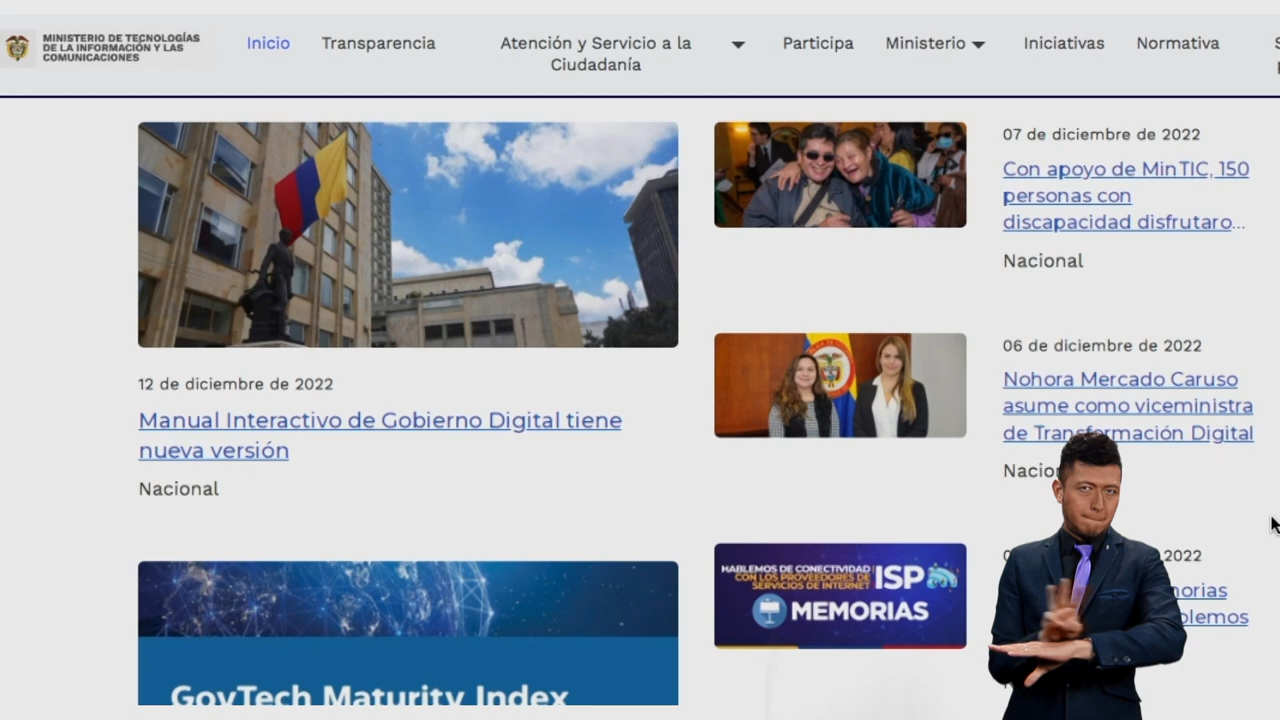 MINISTERIO DE TECNOLOGÍAS
DE LA INFORMACIÓN Y LAS
COMUNICACIONES
Inicio
Transparencia
Atención y Servicio a la
Ciudadanía
Participa
Ministerio
Iniciativas
Normativa
12 de diciembre de 2022
Manual Interactivo de Gobierno Digital tiene
nueva versión
Nacional
GovTech Maturity Index
07 de diciembre de 2022
Con apoyo de MinTIC, 150
personas con
discapacidad disfrutaro...
Nacional
06 de diciembre de 2022
Nohora Mercado Caruso
asume como viceministra
de Transformación Digital
HABLEMOS DE CONECTIVIDAD
CON LOS PROVEEDORES DE
SERVICIOS DE INTERNET
ISP
MEMORIAS
2022